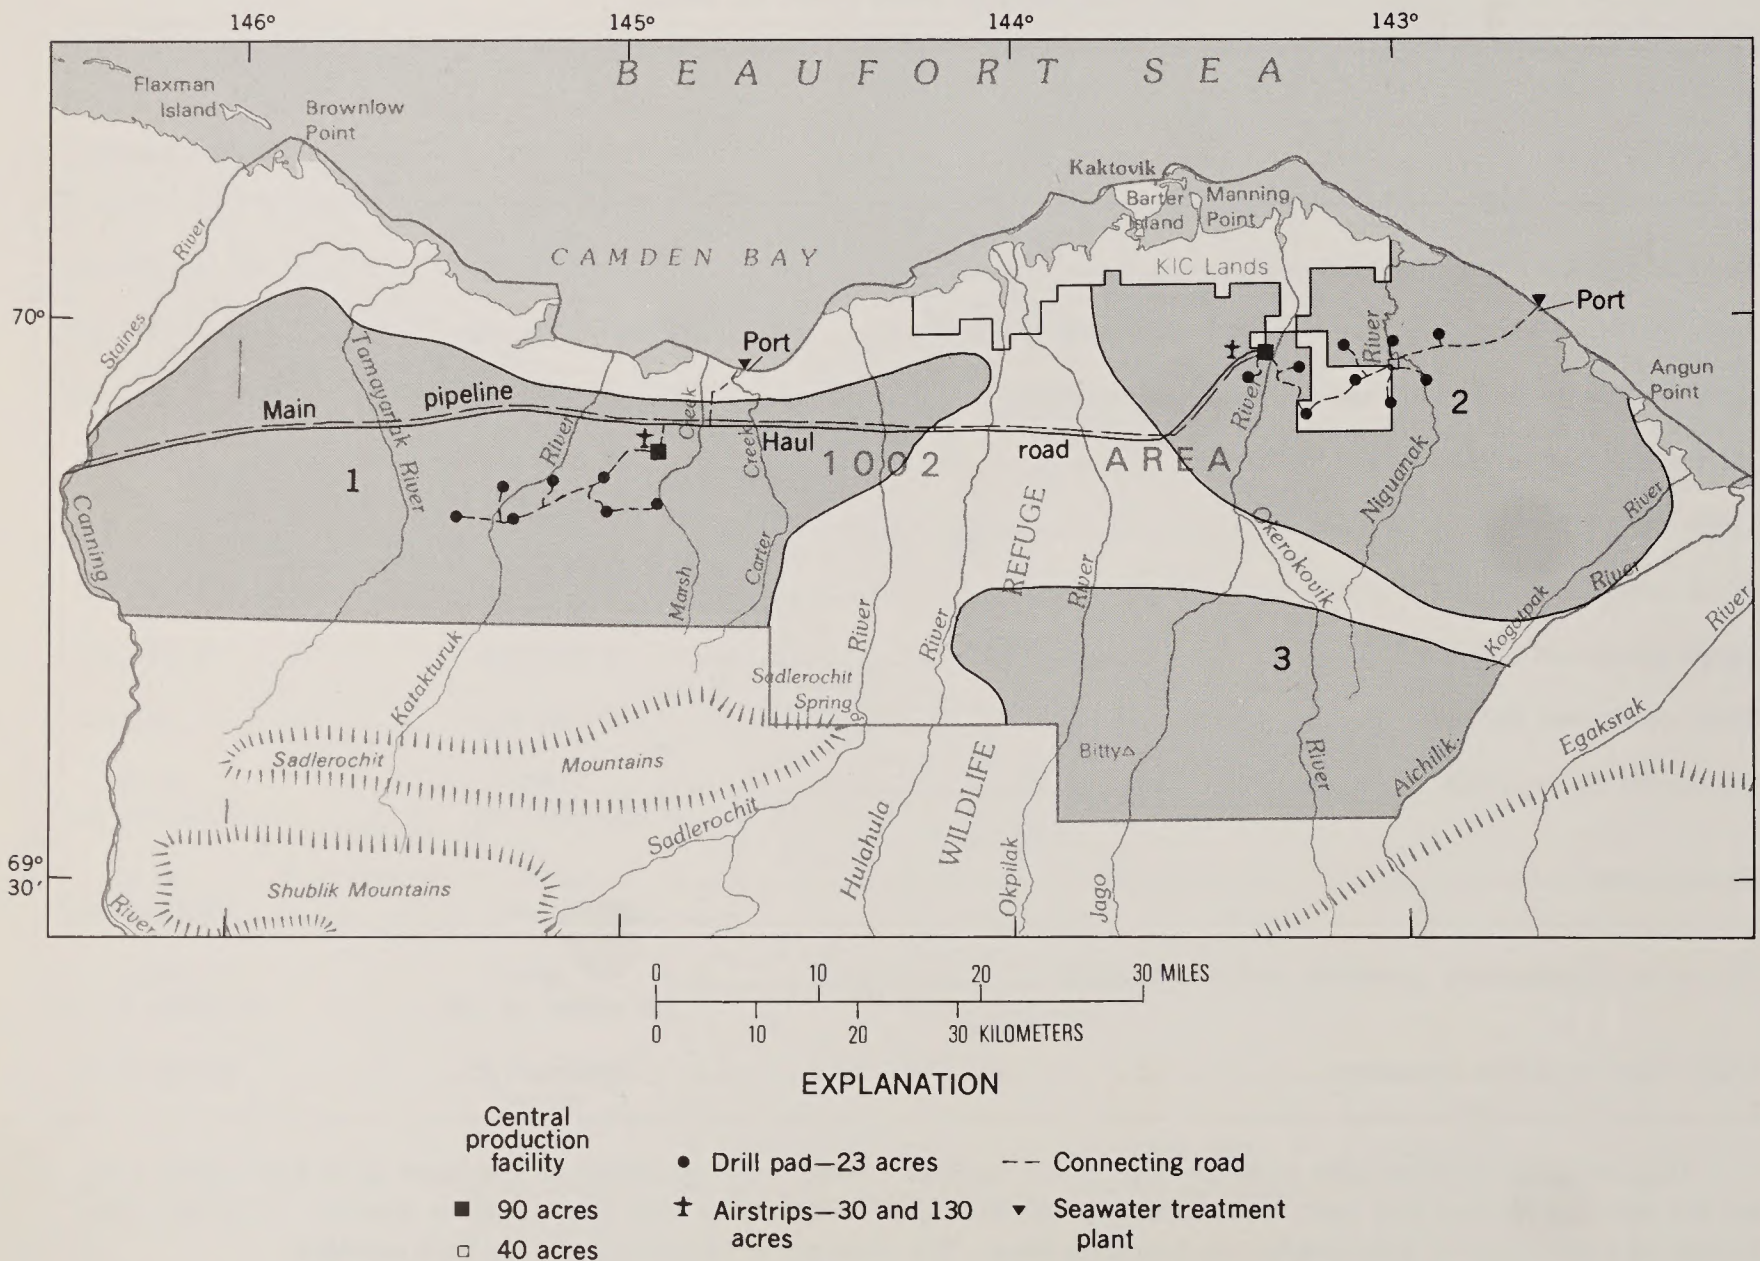 146° 145° 144° 143°
BEAUFORT SEA
Flaxman
Island
Brownlow
Point
Kaktovik
Barter
Island
Manning
Point
CAMDEN BAY
KIC Lands
River
Staines
70°
Port
Port
Angun
Point
Tamayariak River
Main pipeline
Haul road
River
Creek
Creek
River
River
1
2
1002 AREA
Canning
Marsh
Carter
REFUGE
River
River
River
Okerokovik
Niguanak
River
River
River
Kogotpak
Katakturuk
3
Sadlerochit
Spring
Sadlerochit Mountains
WILDLIFE
Bitty
River
Aichilik
Egaksrak
Sadlerochit
Hulahula
Okpilak
Jago
69°
30'
Shublik Mountains
River
0 10 20 30 MILES
0 10 20 30 KILOMETERS
EXPLANATION
Central
production
facility
90 acres
40 acres
Drill pad—23 acres
Airstrips—30 and 130
acres
Connecting road
Seawater treatment
plant